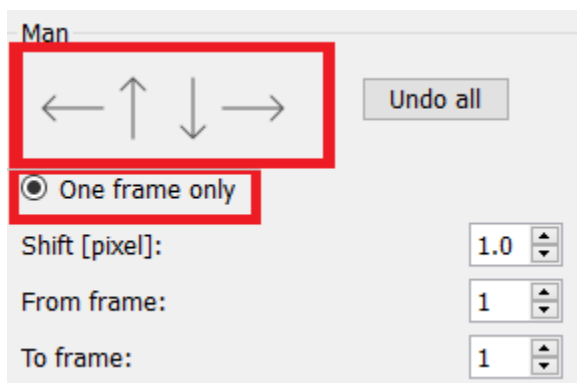 Man
Undo all
One frame only
Shift [pixel]: 1.0
From frame: 1
To frame: 1